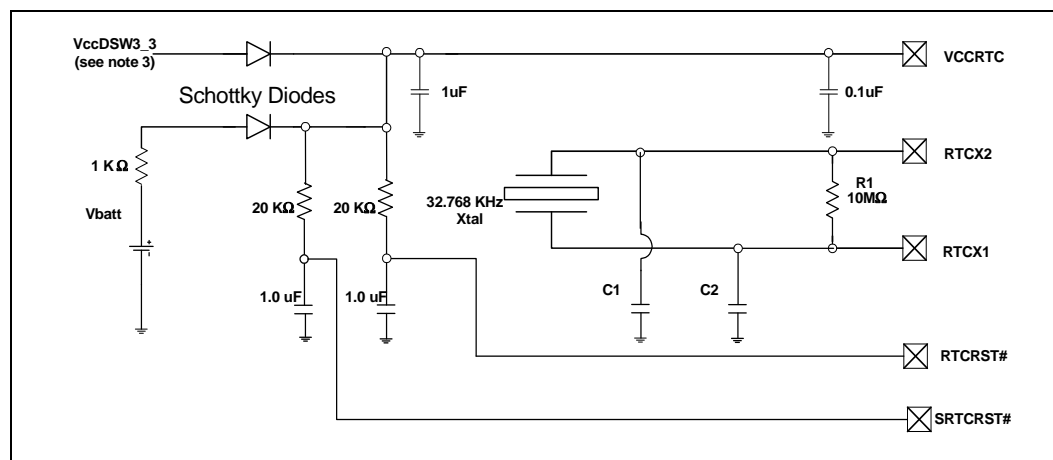 VccDSW3_3
(see note 3)
VCCRTC
Schottky Diodes
1uF
0.1uF
RTCX2
1 KΩ
R1
10MΩ
20 KΩ
20 KΩ
32.768 KHz
Xtal
Vbatt
+
-
RTCX1
1.0 uF
1.0 uF
C1
C2
RTCRST#
SRTCRST#